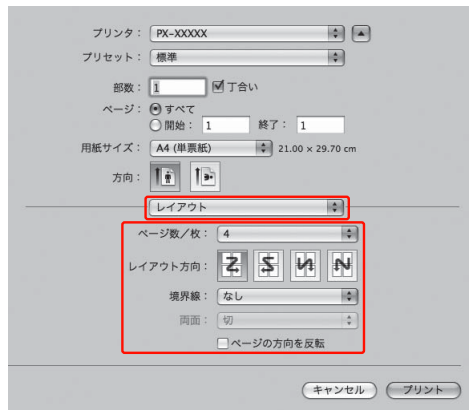 プリンタ： PX-XXXXX
プリセット： 標準
部数： 1 丁合い
ページ： すべて
開始： 1 終了： 1
用紙サイズ： A4 (単票紙) 21.00 × 29.70 cm
方向：
レイアウト
ページ数／枚： 4
レイアウト方向：
境界線： なし
両面： 切
ページの方向を反転
キャンセル プリント